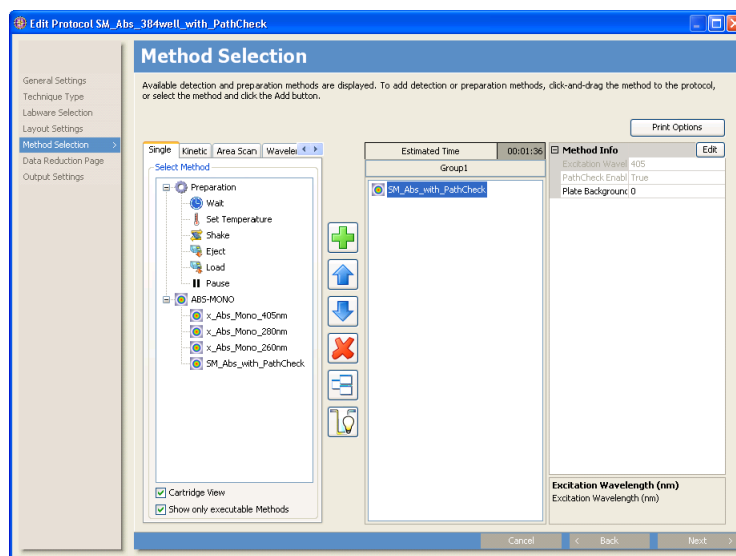 Edit Protocol SM_Abs_384well_with_PathCheck
Method Selection
General Settings
Technique Type
Labware Selection
Layout Settings
Method Selection >
Data Reduction Page
Output Settings
Available detection and preparation methods are displayed. To add detection or preparation methods, click-and-drag the method to the protocol,
or select the method and click the Add button.
Print Options
Single Kinetic Area Scan Wavele
Select Method
Preparation
Wait
Set Temperature
Shake
Eject
Load
Pause
ABS-MONO
x_Abs_Mono_405nm
x_Abs_Mono_280nm
x_Abs_Mono_260nm
SM_Abs_with_PathCheck
Cartridge View
Show only executable Methods
Estimated Time 00:01:36
Group1
SM_Abs_with_PathCheck
Method Info Edit
Excitation Wavel 405
PathCheck Enabl True
Plate Background 0
Excitation Wavelength (nm)
Excitation Wavelength (nm)
Cancel < Back Next >